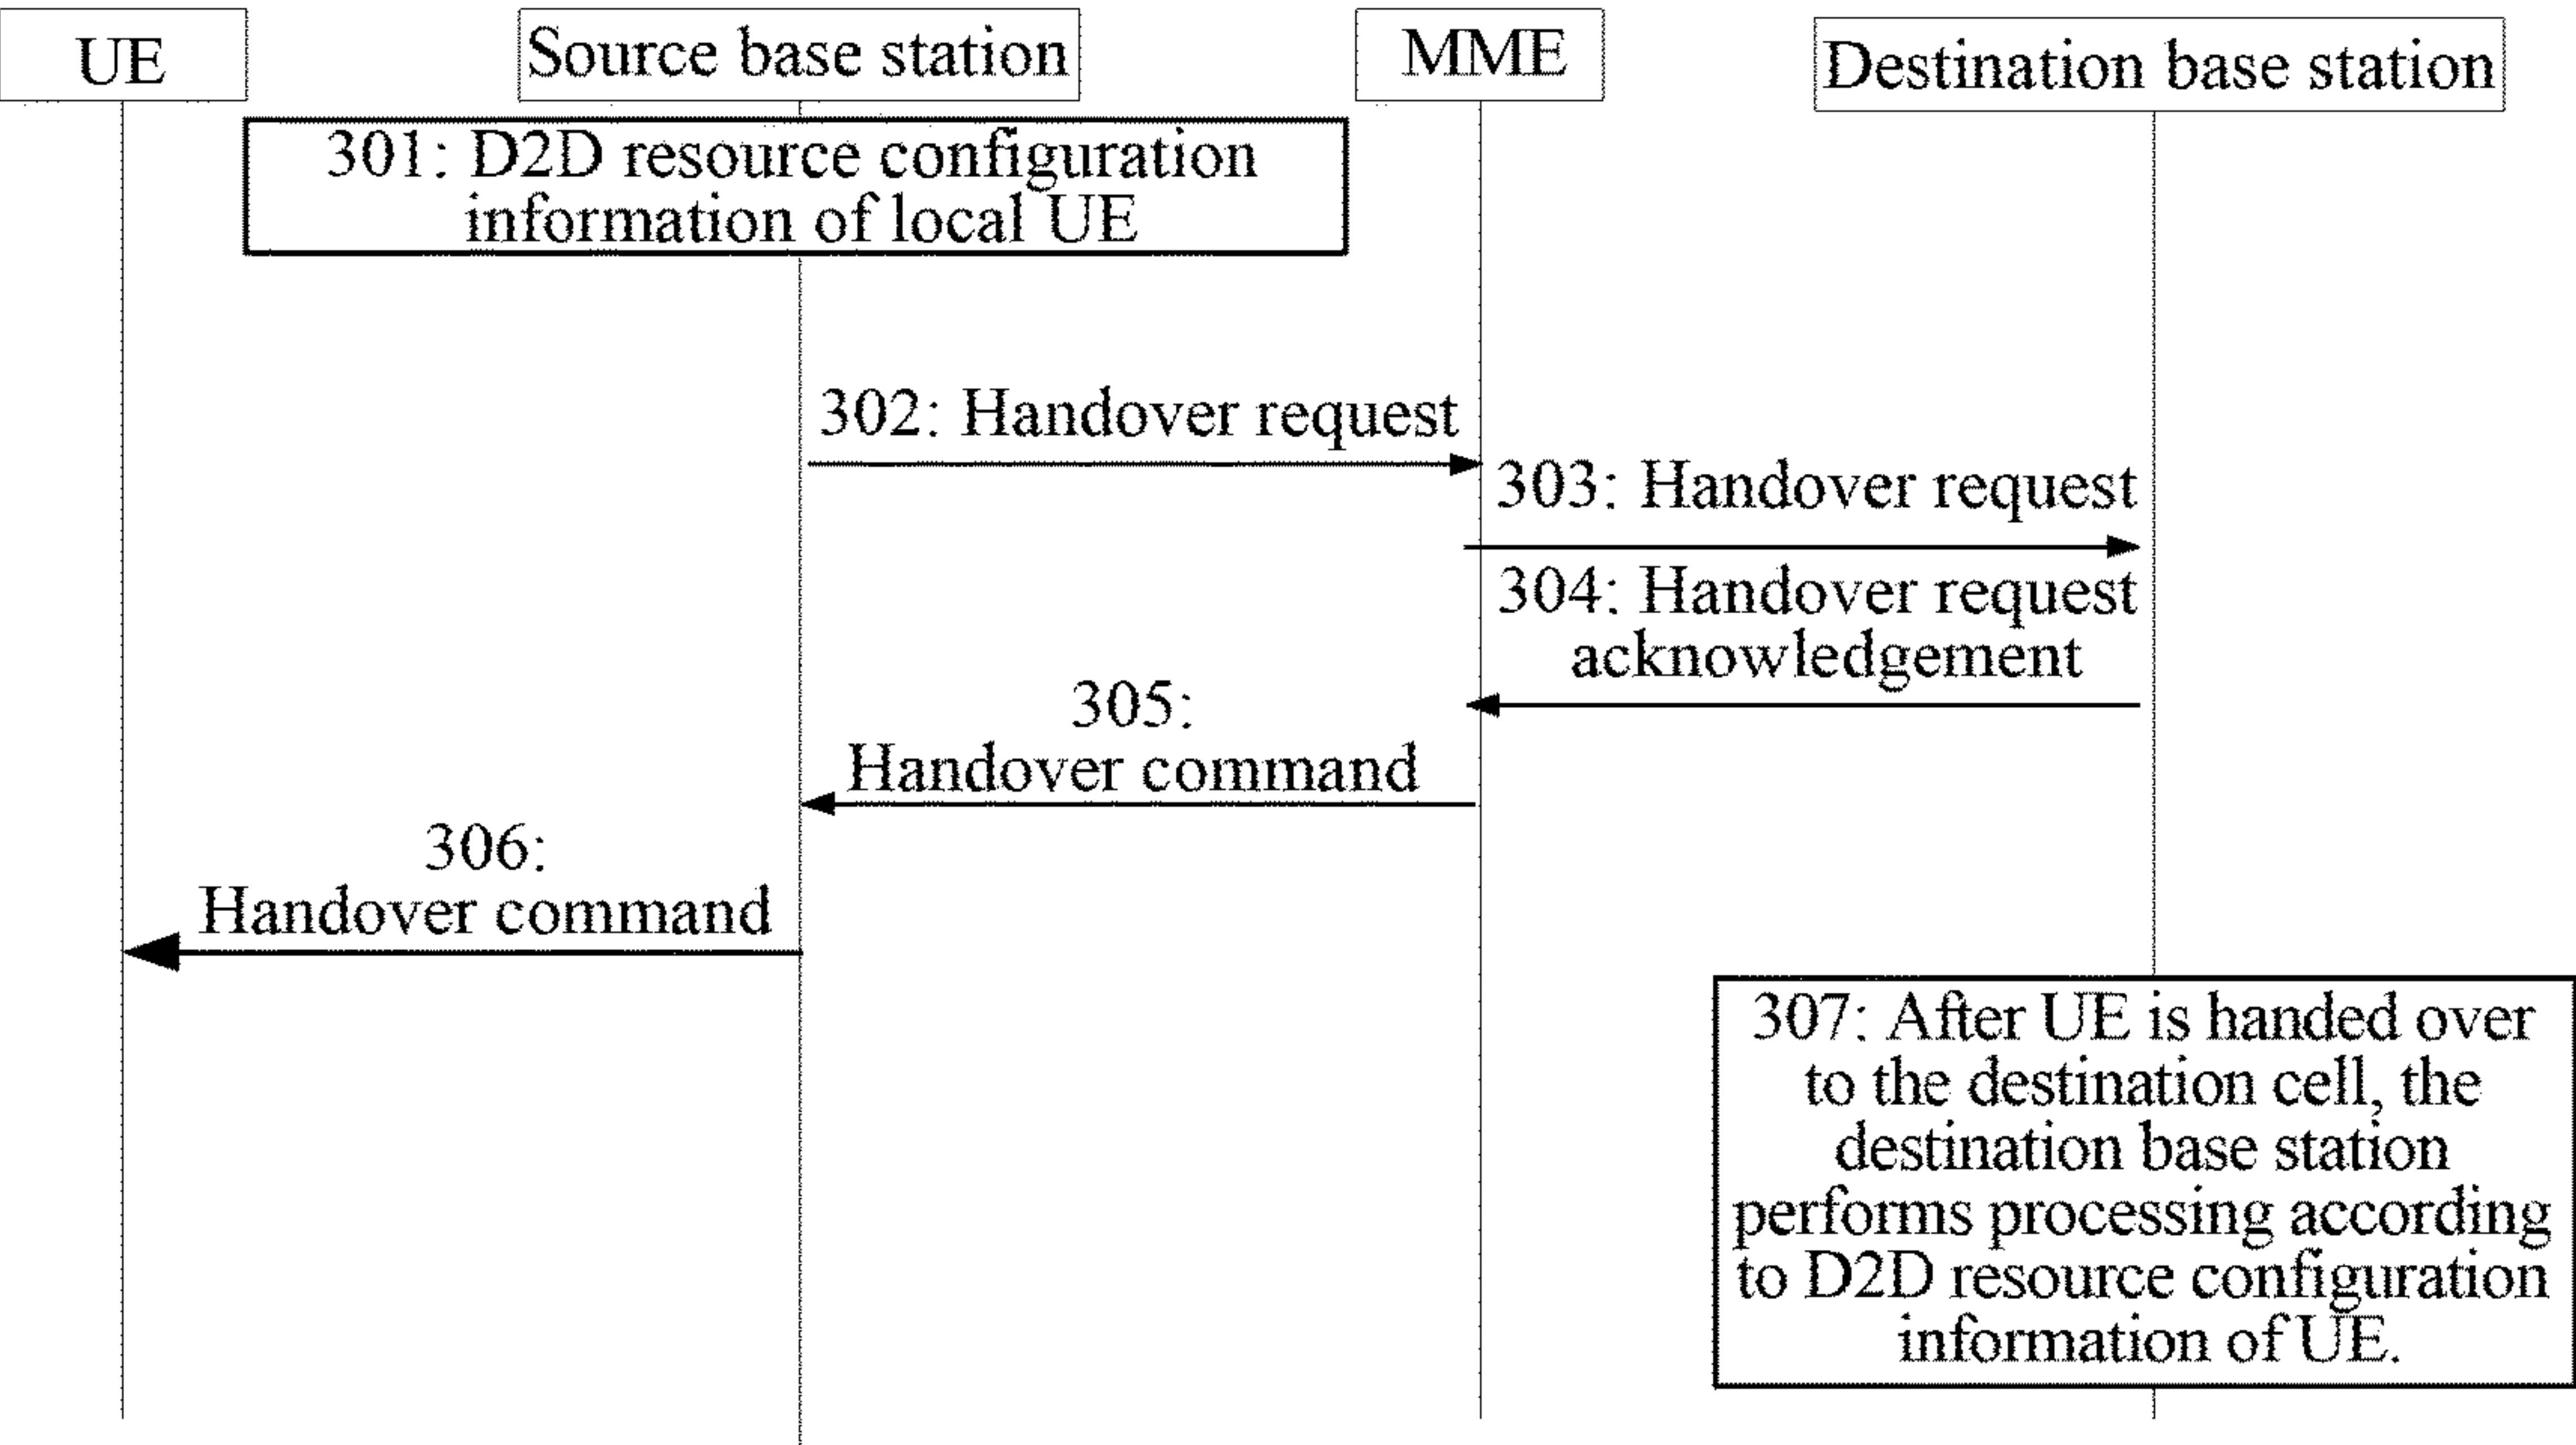 UE
Source base station
MME
Destination base station
301: D2D resource configuration
information of local UE
302: Handover request
303: Handover request
304: Handover request
acknowledgement
305:
Handover command
306:
Handover command
307: After UE is handed over
to the destination cell, the
destination base station
performs processing according
to D2D resource configuration
information of UE.